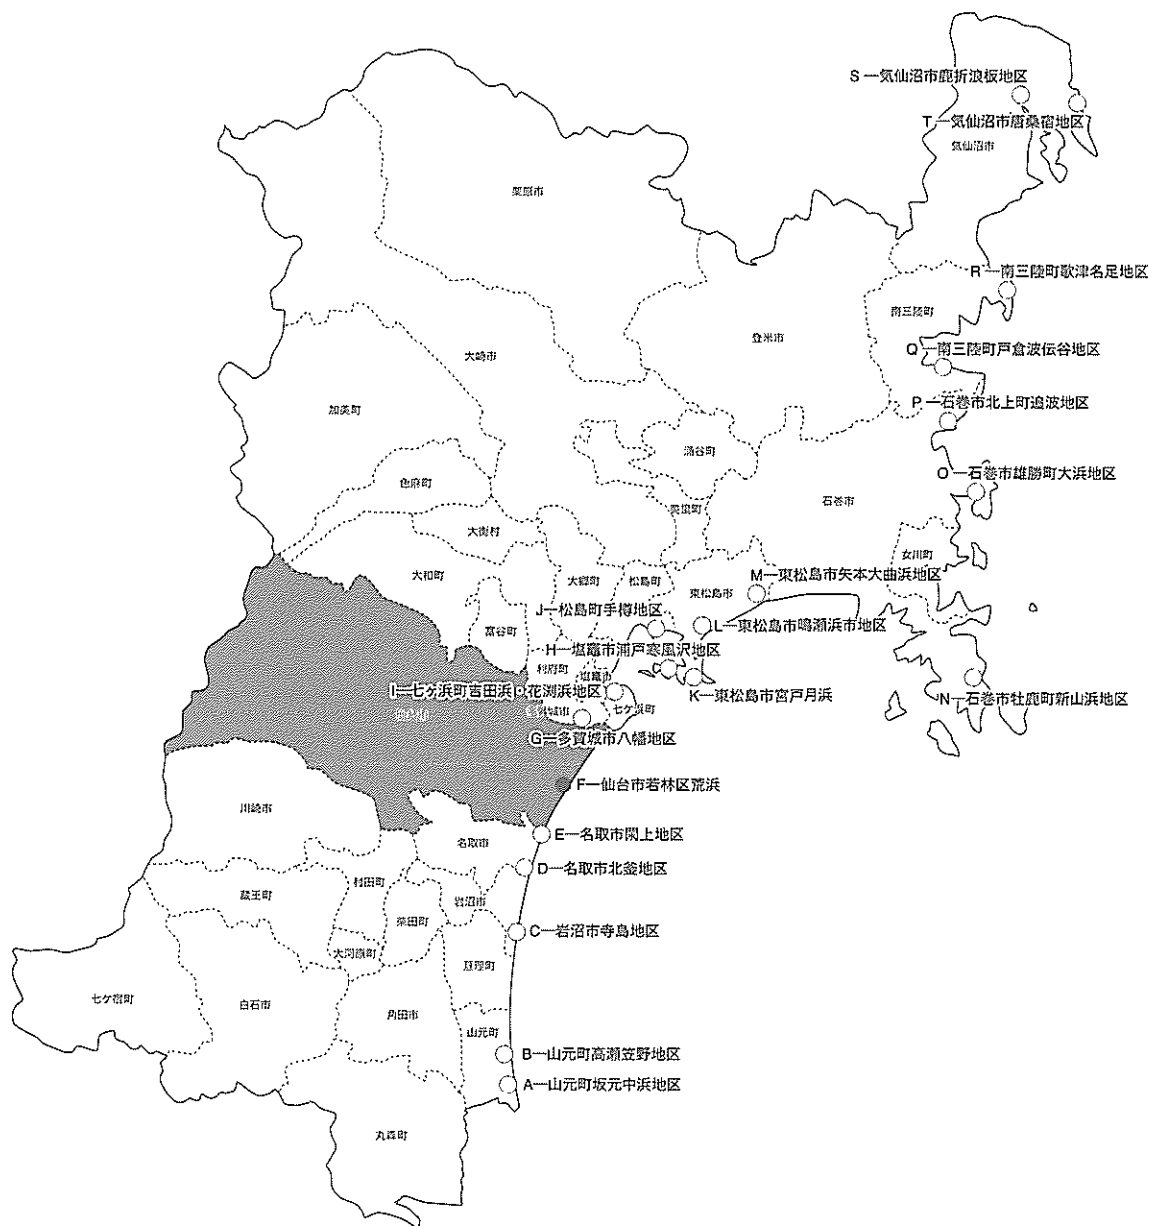 S—気仙沼市鹿折浪板地区
T—気仙沼市唐桑宿地区
気仙沼市
栗原市
R—南三陸町歌津名足地区
南三陸町
登米市
Q—南三陸町戸倉波伝谷地区
大崎市
P—石巻市北上町追波地区
加美町
涌谷町
O—石巻市雄勝町大浜地区
色麻町
石巻市
美里町
大衡村
女川町
大和町
大郷町
松島町
M—東松島市矢本大曲浜地区
東松島市
J—松島町手樽地区
L—東松島市鳴瀬浜市地区
富谷町
H—塩竈市浦戸寒風沢地区
利府町
塩竈市
I—七ヶ浜町吉田浜・花渕浜地区
K—東松島市宮戸月浜
N—石巻市牡鹿町新山浜地区
七ケ浜町
G—多賀城市八幡地区
F—仙台市若林区荒浜
川崎市
E—名取市閖上地区
名取市
D—名取市北釜地区
村田町
蔵王町
岩沼市
柴田町
C—岩沼市寺島地区
大河原町
亘理町
七ケ宿町
白石市
角田市
山元町
B—山元町高瀬笠野地区
A—山元町坂元中浜地区
丸森町